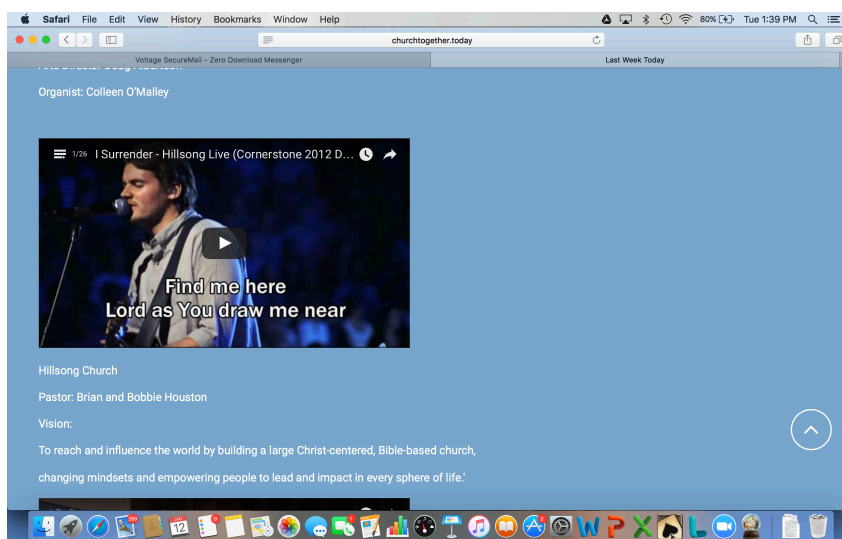 Safari File Edit View History Bookmarks Window Help 80% Tue 1:39 PM
churchtogether.today
Voltage SecureMail - Zero Download Messenger Last Week Today
Organist: Colleen O'Malley
1/26 I Surrender - Hillsong Live (Cornerstone 2012 D...
Find me here
Lord as You draw me near
Hillsong Church
Pastor: Brian and Bobbie Houston
Vision:
To reach and influence the world by building a large Christ-centered, Bible-based church,
changing mindsets and empowering people to lead and impact in every sphere of life.'